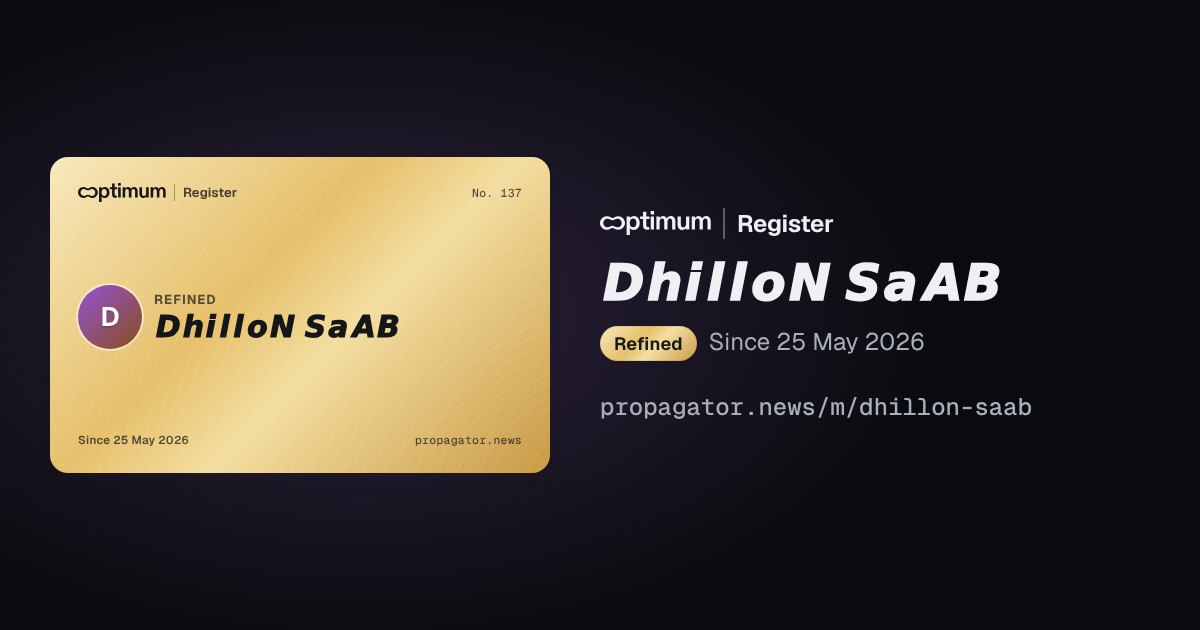 optimum | Register
No. 137
D
REFINED
DhilloN SaAB
Since 25 May 2026
propagator.news
optimum | Register
DhilloN SaAB
Refined
Since 25 May 2026
propagator.news/m/dhillon-saab